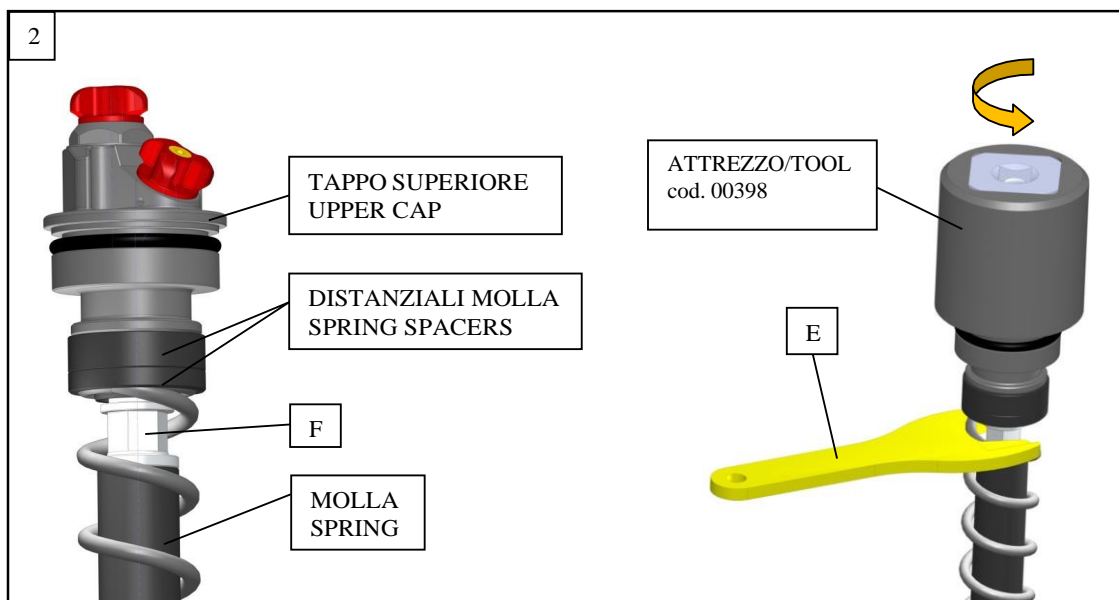 2
TAPPO SUPERIORE
UPPER CAP
DISTANZIALI MOLLA
SPRING SPACERS
F
MOLLA
SPRING
ATTREZZO/TOOL
cod. 00398
E